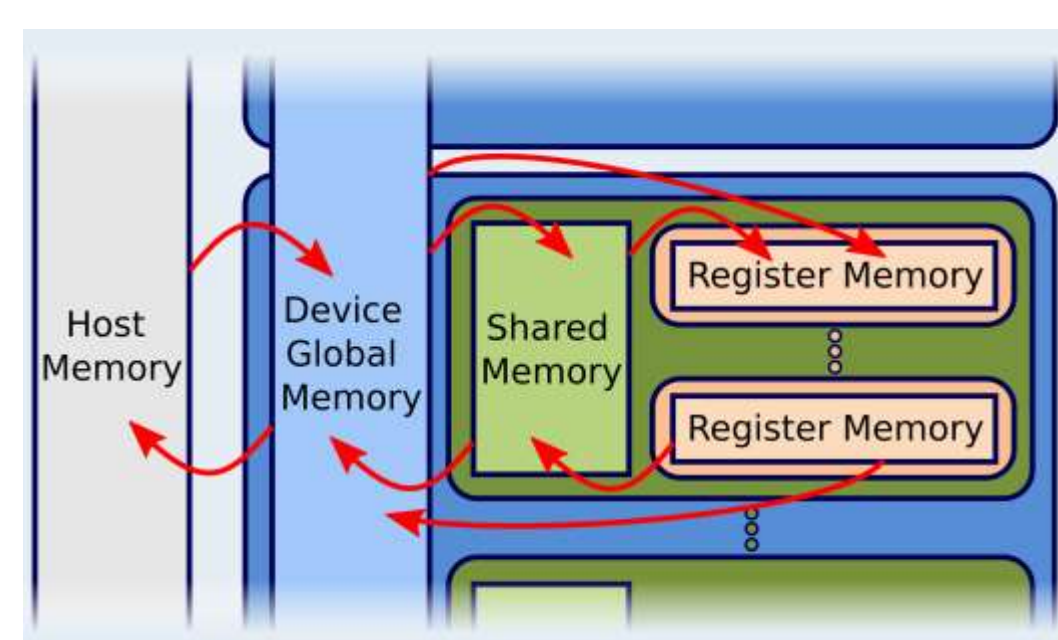 Host
Memory
Device
Global
Memory
Shared
Memory
Register Memory
Register Memory